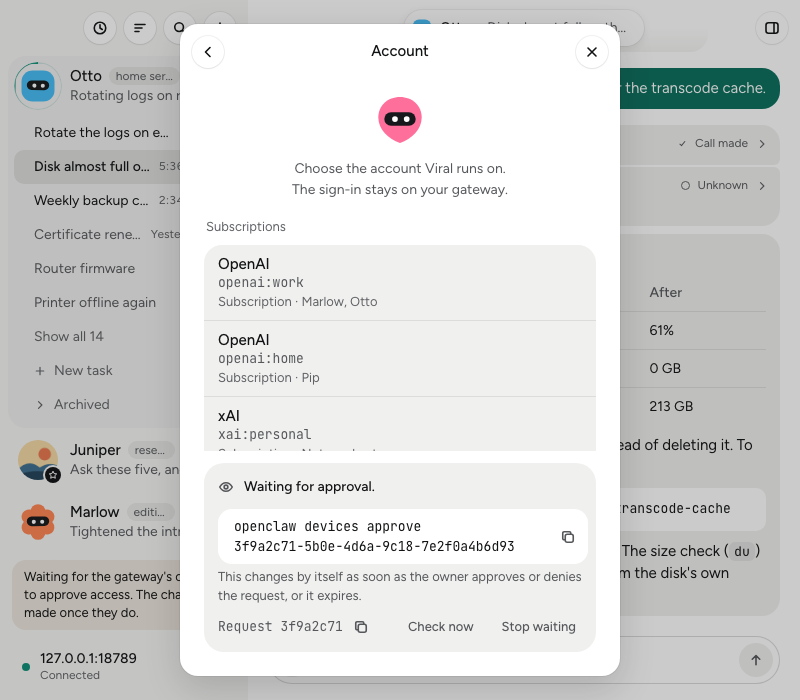 Otto
home ser...
Rotating logs on
Rotate the logs on e...
Disk almost full o...
Weekly backup c...
Certificate rene...
Router firmware
Printer offline again
Show all 14
New task
Archived
Juniper
rese...
Ask these five, an
Marlow
editi...
Tightened the
Waiting for the gateway's
to approve access. The
made once they do.
127.0.0.1:18789
Connected
Account
Choose the account Viral runs on.
The sign-in stays on your gateway.
Subscriptions
OpenAI
openai:work
Subscription · Marlow, Otto
OpenAI
openai:home
Subscription · Pip
xAI
xai:personal
Waiting for approval.
openclaw devices approve
3f9a2c71-5b0e-4d6a-9c18-7e2f0a4b6d93
This changes by itself as soon as the owner approves or denies
the request, or it expires.
Request 3f9a2c71
Check now
Stop waiting
the transcode cache.
Call made
Unknown
After
61%
0 GB
213 GB
ead of deleting it. To
transcode-cache
The size check ( du )
m the disk's own